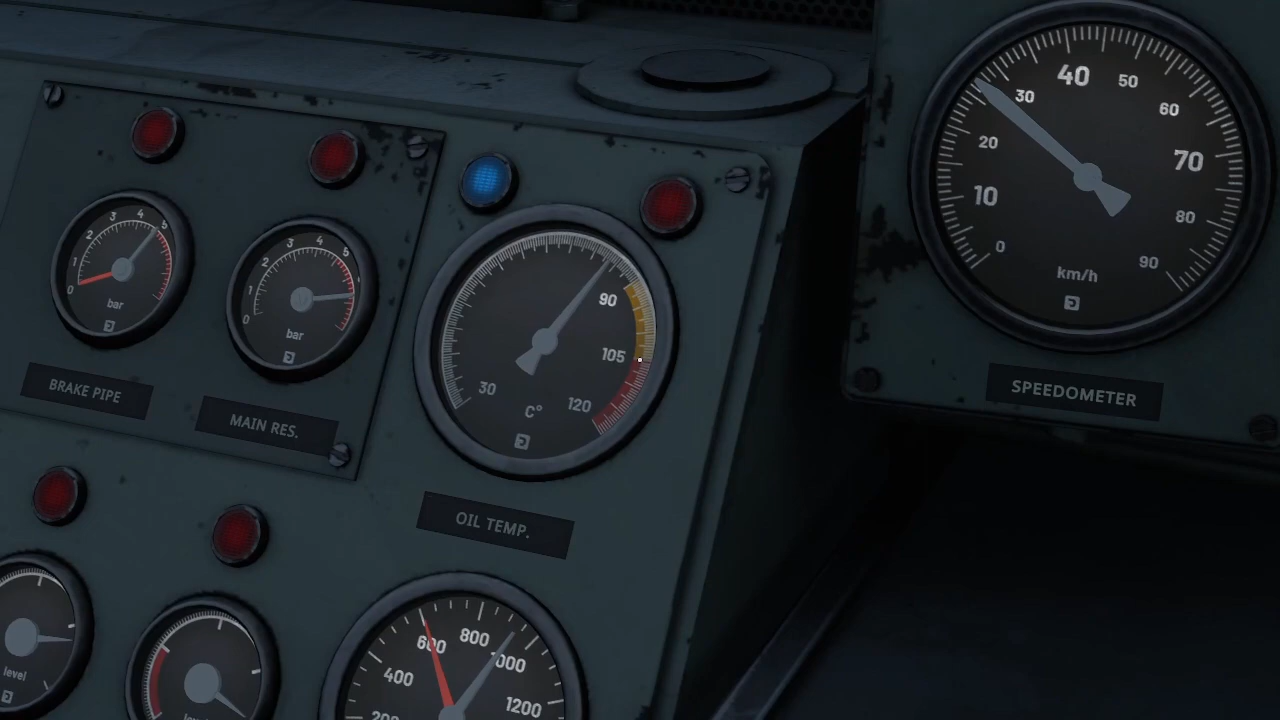 0 1 2 3 4 5
bar
BRAKE PIPE
0 1 2 3 4 5
bar
MAIN RES.
30 90 105 120
C°
OIL TEMP.
0 10 20 30 40 50 60 70 80 90
km/h
SPEEDOMETER
level
400 600 800 1000 1200